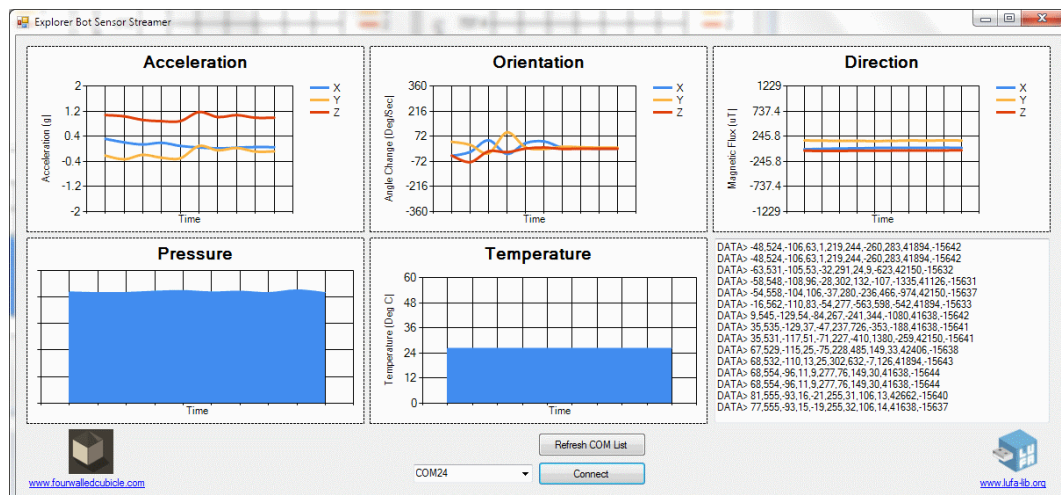 Explorer Bot Sensor Streamer
Acceleration
Acceleration [g]
2
1.2
0.4
-0.4
-1.2
-2
Time
X
Y
Z
Orientation
Angle Change [Deg/Sec]
360
216
72
-72
-216
-360
Time
X
Y
Z
Direction
Magnetic Flux (uT)
1229
737.4
245.8
-245.8
-737.4
-1229
Time
X
Y
Z
Pressure
Time
Temperature
Temperature [Deg C]
60
48
36
24
12
0
Time
DATA> -48,524,-106,63,1,219,244,-260,283,41894,-15642
DATA> -48,524,-106,63,1,219,244,-260,283,41894,-15642
DATA> -63,531,-105,53,-32,291,24,9,-623,42150,-15632
DATA> -58,548,-108,96,-28,302,132,-107,-1335,41126,-15631
DATA> -54,558,-104,106,-37,280,-236,466,-974,42150,-15637
DATA> -16,562,-110,83,-54,277,-563,598,-542,41894,-15633
DATA> 9,545,-129,54,-84,267,-241,344,-1080,41638,-15642
DATA> 35,535,-129,37,-47,237,726,-353,-188,41638,-15641
DATA> 35,531,-117,51,-71,227,-410,1380,-259,42150,-15641
DATA> 67,529,-115,25,-75,228,485,149,33,42406,-15638
DATA> 68,532,-110,13,25,302,632,-7,126,41894,-15643
DATA> 68,554,-96,11,9,277,76,149,30,41638,-15644
DATA> 68,554,-96,11,9,277,76,149,30,41638,-15644
DATA> 81,555,-93,16,-21,255,31,106,13,42662,-15640
DATA> 77,555,-93,15,-19,255,32,106,14,41638,-15637
www.fourwalledcubicle.com
COM24
Refresh COM List
Connect
LUFA
www.lufa-lib.org